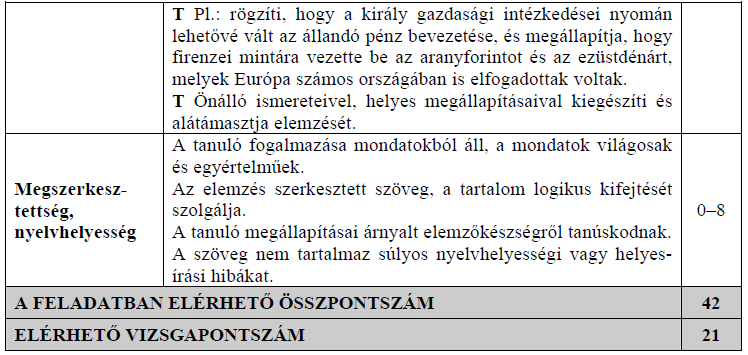 T Pl.: rögzíti, hogy a király gazdasági intézkedései nyomán
lehetővé vált az állandó pénz bevezetése, és megállapítja, hogy
firenzei mintára vezette be az aranyforintot és az ezüstdénárt,
melyek Európa számos országában is elfogadottak voltak.
T Önálló ismereteivel, helyes megállapításaival kiegészíti és
alátámasztja elemzését.
Megszerkesz-
tettség,
nyelvhelyesség
A tanuló fogalmazása mondatokból áll, a mondatok világosak
és egyértelműek.
Az elemzés szerkesztett szöveg, a tartalom logikus kifejtését
szolgálja.
A tanuló megállapításai árnyalt elemzőkészségről tanúskodnak.
A szöveg nem tartalmaz súlyos nyelvhelyességi vagy helyes-
írási hibákat.
0–8
A FELADATBAN ELÉRHETŐ ÖSSZPONTSZÁM 42
ELÉRHETŐ VIZSGAPONTSZÁM 21